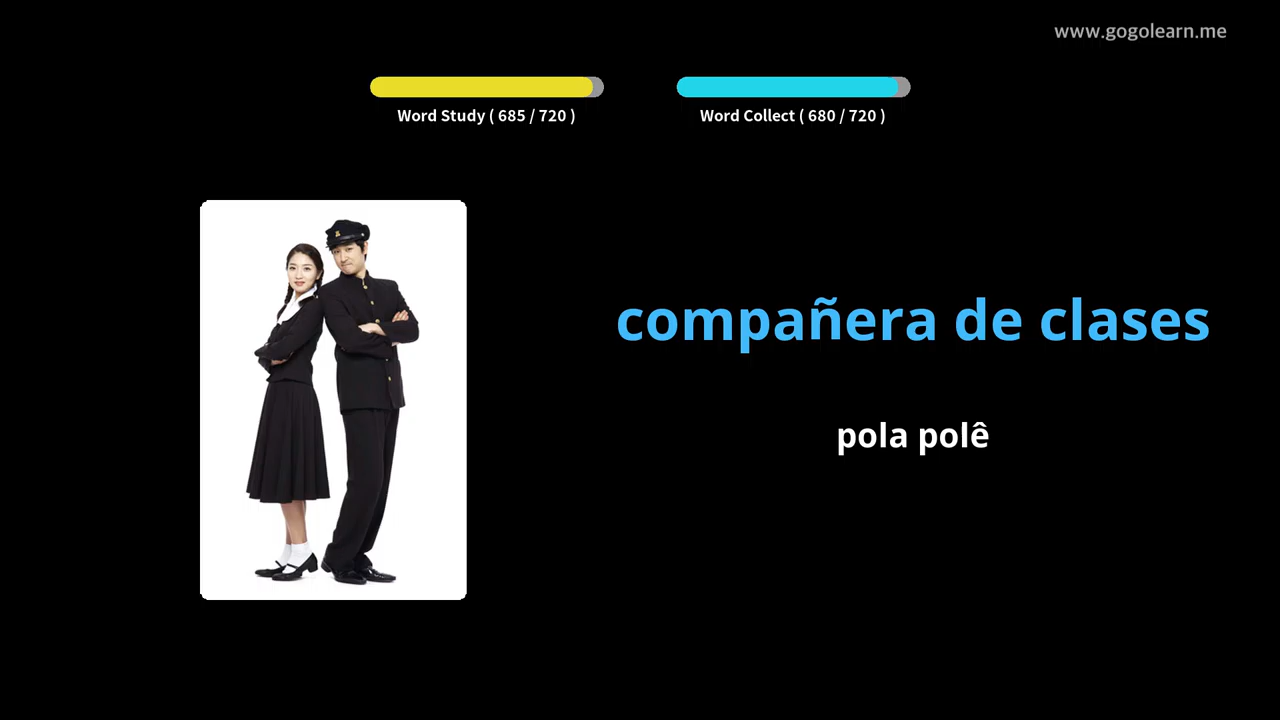 www.gogolearn.me
Word Study ( 685 / 720 )
Word Collect ( 680 / 720 )
compañera de clases
pola polê